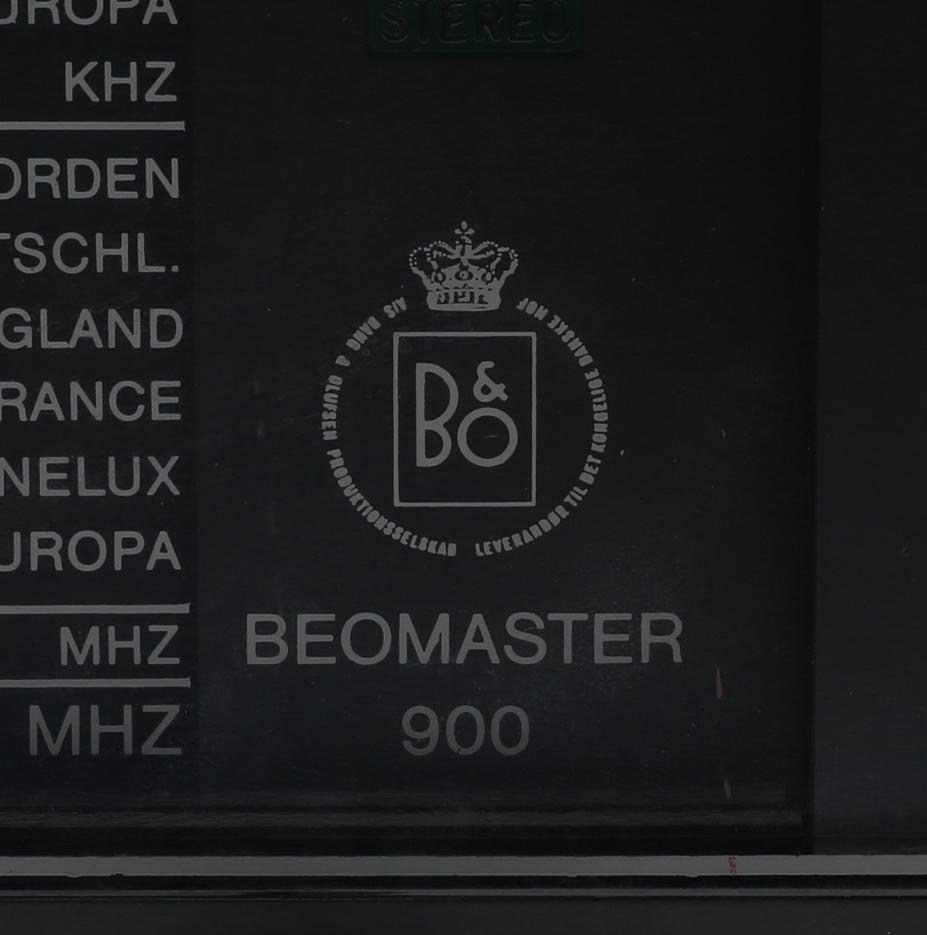 UROPA
KHZ
ORDEN
TSCHL.
GLAND
RANCE
NELUX
UROPA
MHZ
MHZ
STEREO
A/S BANG & OLUFSEN PRODUKTIONSSELSKAB
LEVERANDØR TIL DET KONGELIGE DANSKE HOF
B&O
BEOMASTER
900